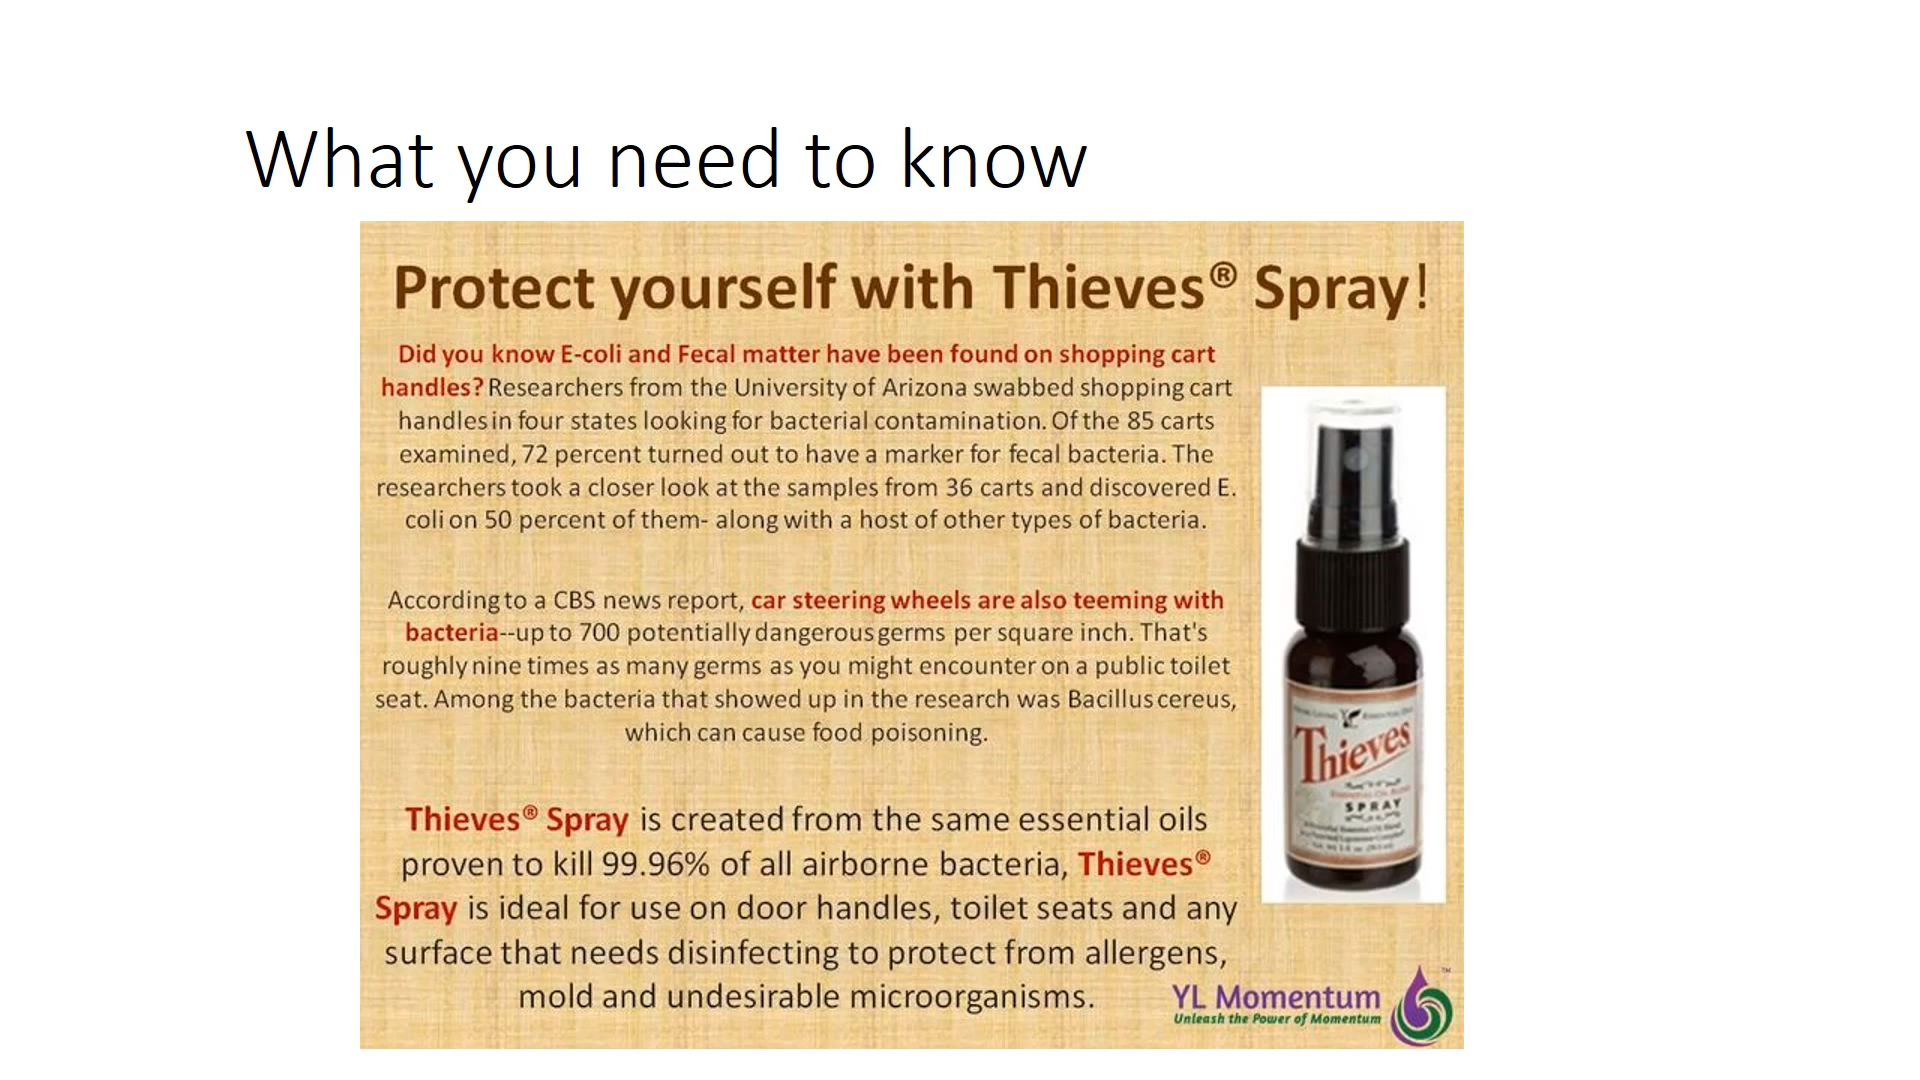 What you need to know
Protect yourself with Thieves® Spray!
Did you know E-coli and Fecal matter have been found on shopping cart
handles? Researchers from the University of Arizona swabbed shopping cart
handles in four states looking for bacterial contamination. Of the 85 carts
examined, 72 percent turned out to have a marker for fecal bacteria. The
researchers took a closer look at the samples from 36 carts and discovered E.
coli on 50 percent of them- along with a host of other types of bacteria.
According to a CBS news report, car steering wheels are also teeming with
bacteria--up to 700 potentially dangerous germs per square inch. That's
roughly nine times as many germs as you might encounter on a public toilet
seat. Among the bacteria that showed up in the research was Bacillus cereus,
which can cause food poisoning.
Thieves® Spray is created from the same essential oils
proven to kill 99.96% of all airborne bacteria, Thieves®
Spray is ideal for use on door handles, toilet seats and any
surface that needs disinfecting to protect from allergens,
mold and undesirable microorganisms.
Thieves
SPRAY
YL Momentum
TM
Unleash the Power of Momentum